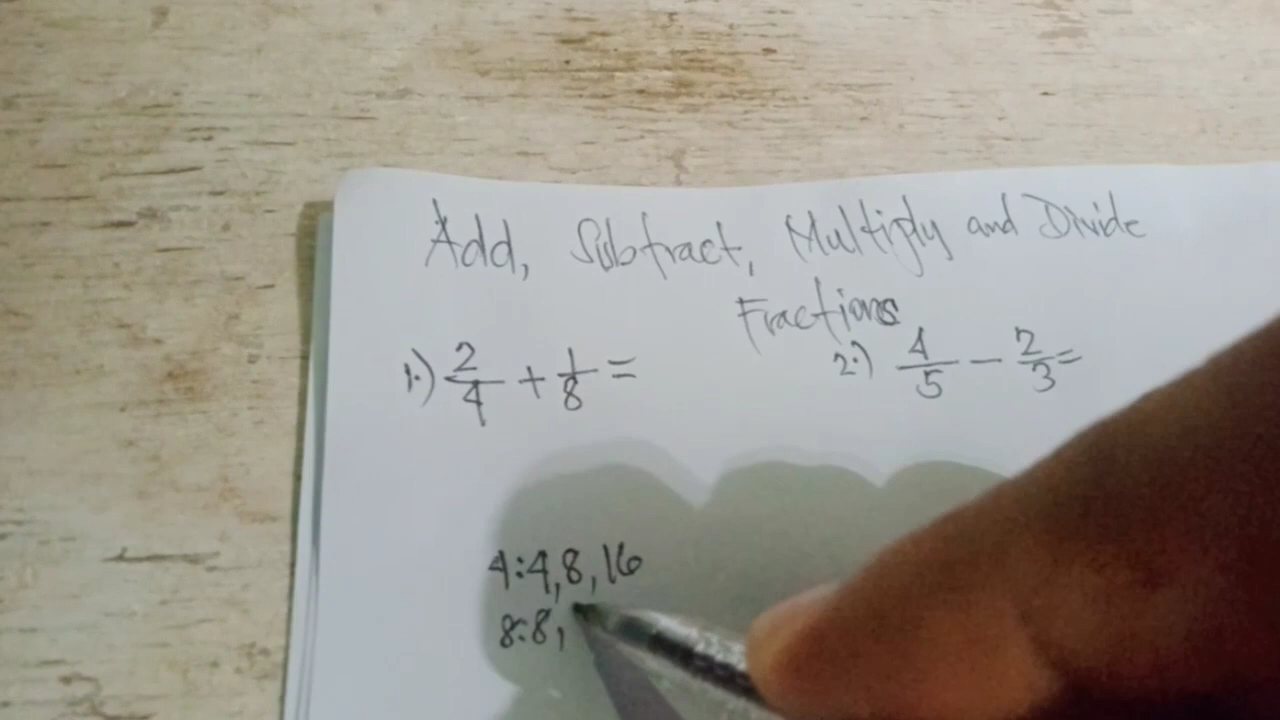 Add, Subtract, Multiply and Divide
Fractions
1.) 2/4 + 1/8 =
2.) 4/5 - 2/3 =
4:4,8,16
8:8,